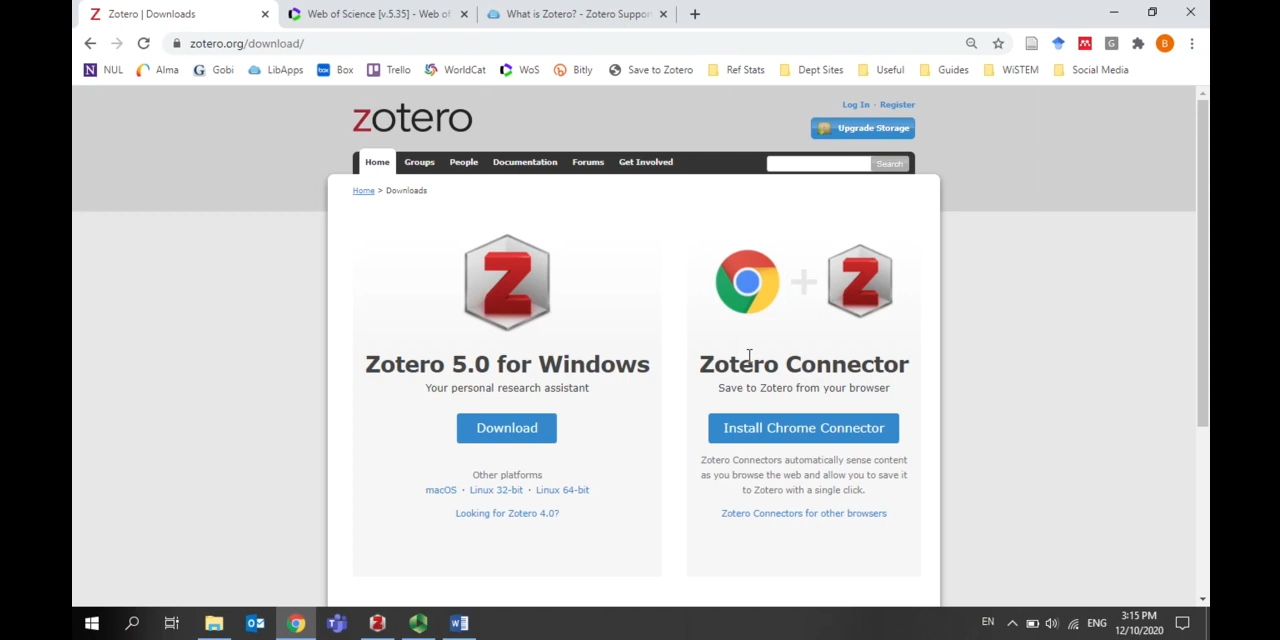 Zotero | Downloads
Web of Science [v.5.35] - Web of
What is Zotero? - Zotero Suppor
zotero.org/download/
G
B
N NUL Alma G Gobi LibApps box Box Trello WorldCat WoS Bitly Save to Zotero Ref Stats Dept Sites Useful Guides WiSTEM Social Media
Log In · Register
zotero
Upgrade Storage
Home Groups People Documentation Forums Get Involved Search
Home > Downloads
Zotero 5.0 for Windows
Your personal research assistant
Download
Other platforms
macOS · Linux 32-bit · Linux 64-bit
Looking for Zotero 4.0?
Zotero Connector
Save to Zotero from your browser
Install Chrome Connector
Zotero Connectors automatically sense content
as you browse the web and allow you to save it
to Zotero with a single click.
Zotero Connectors for other browsers
EN ENG
3:15 PM
12/10/2020